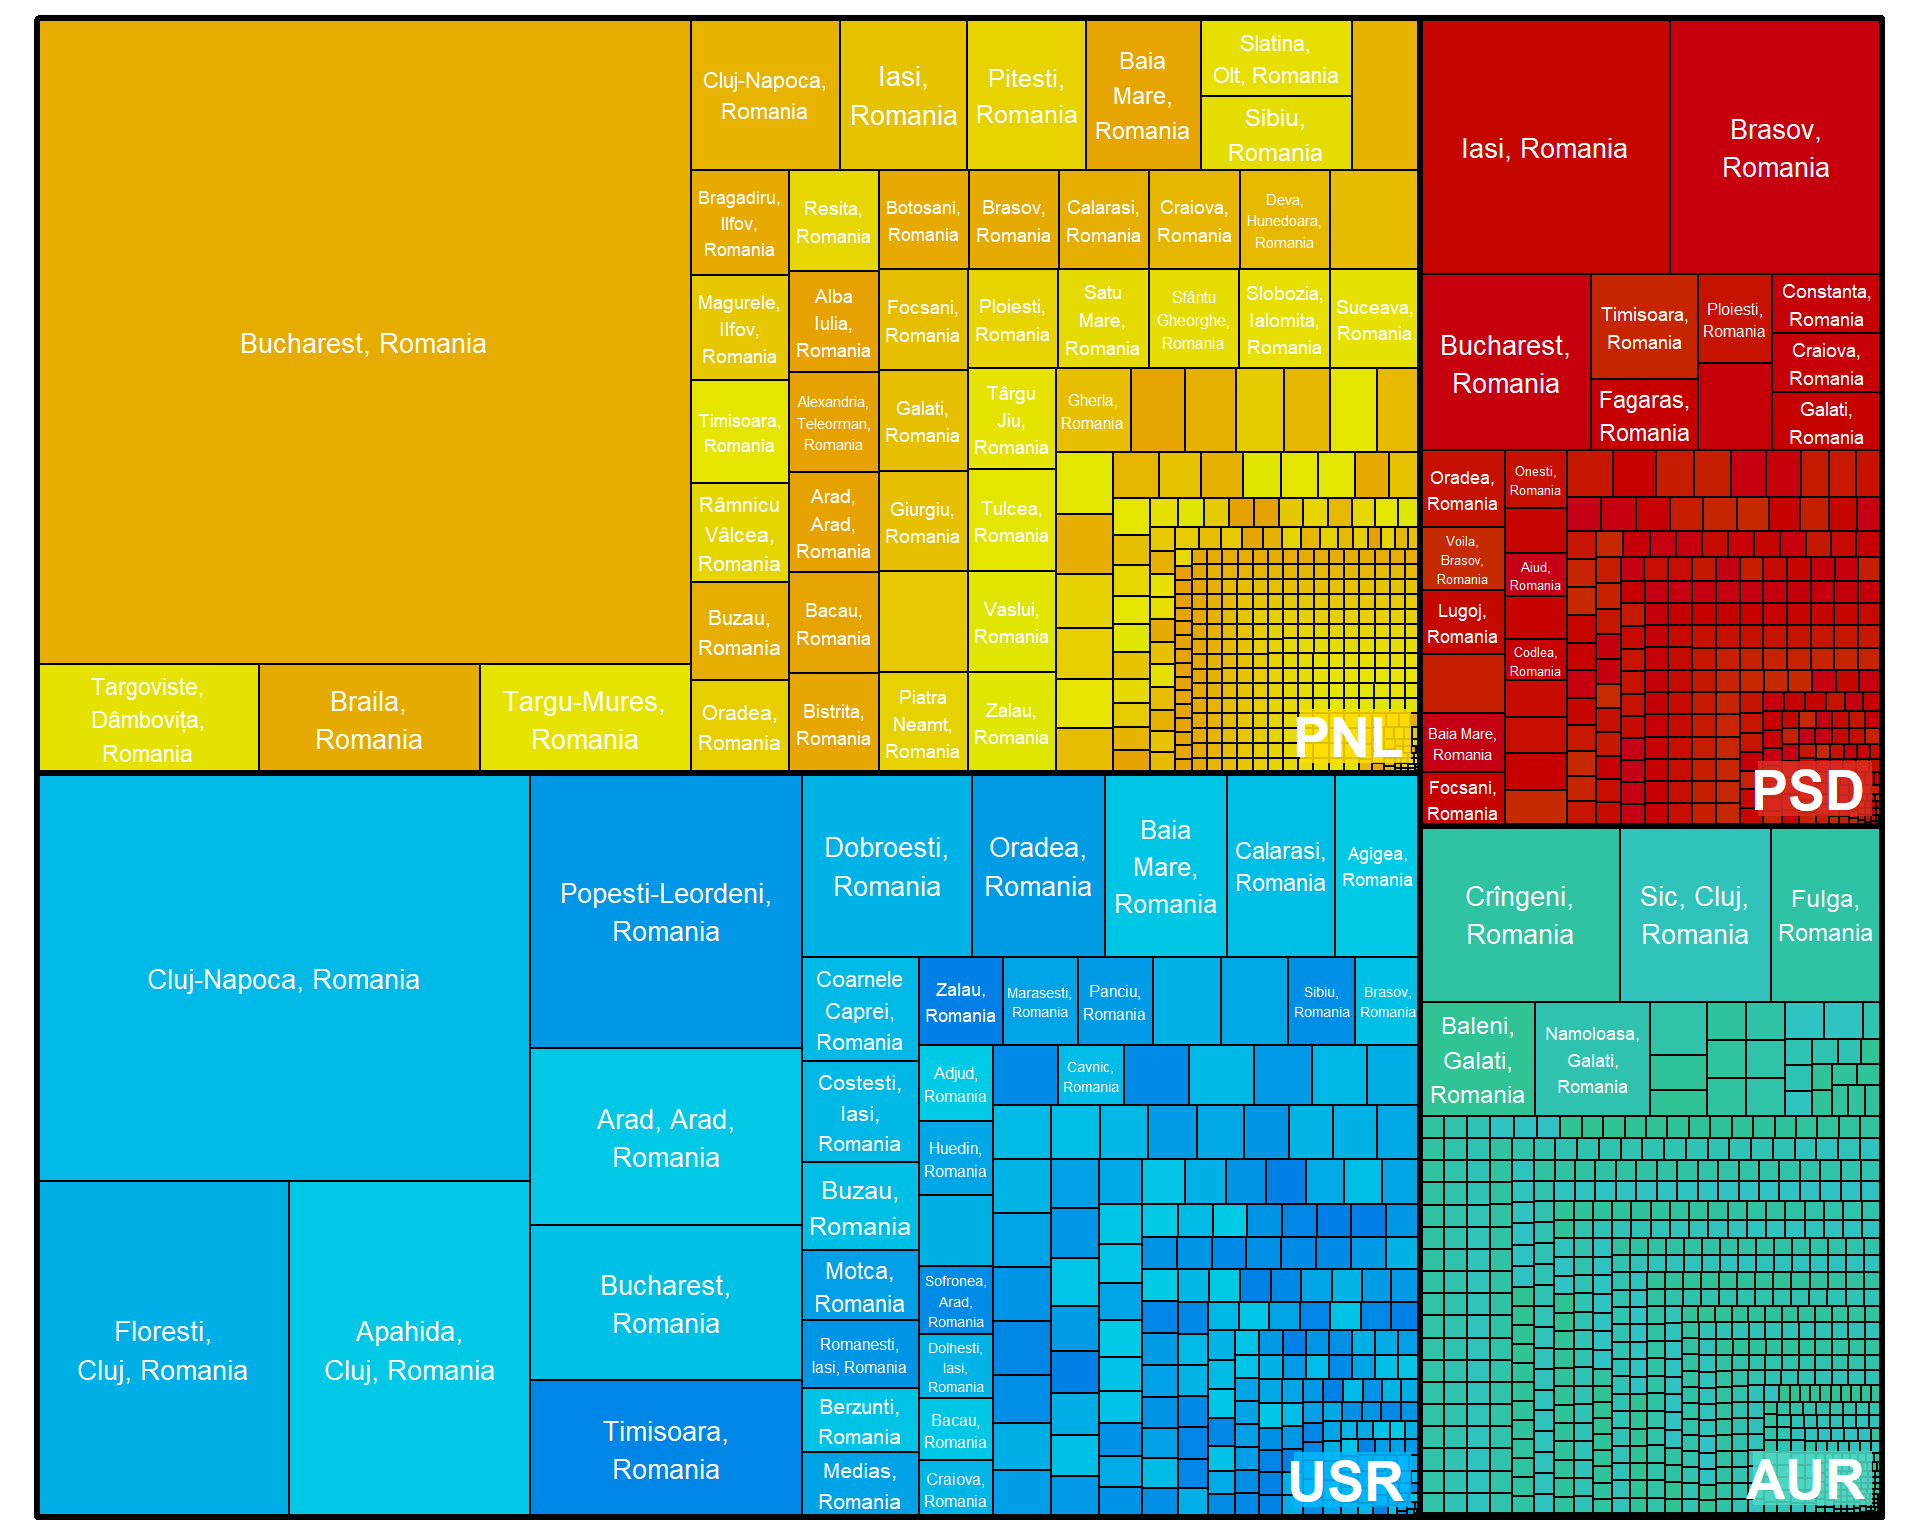 Bucharest, Romania
Targoviste,
Dâmbovița,
Romania
Braila,
Romania
Targu-Mures,
Romania
Cluj-Napoca,
Romania
Iasi,
Romania
Pitesti,
Romania
Baia
Mare,
Romania
Slatina,
Olt, Romania
Sibiu,
Romania
Bragadiru,
Ilfov,
Romania
Magurele,
Ilfov,
Romania
Timisoara,
Romania
Râmnicu
Vâlcea,
Romania
Buzau,
Romania
Oradea,
Romania
Resita,
Romania
Alba
Iulia,
Romania
Alexandria,
Teleorman,
Romania
Arad,
Arad,
Romania
Bacau,
Romania
Bistrita,
Romania
Botosani,
Romania
Brasov,
Romania
Calarasi,
Romania
Craiova,
Romania
Deva,
Hunedoara,
Romania
Focsani,
Romania
Galati,
Romania
Giurgiu,
Romania
Piatra
Neamt,
Romania
Ploiesti,
Romania
Satu
Mare,
Romania
Sfântu
Gheorghe,
Romania
Slobozia,
Ialomita,
Romania
Suceava,
Romania
Târgu
Jiu,
Romania
Tulcea,
Romania
Vaslui,
Romania
Zalau,
Romania
Gherla,
Romania
PNL
Iasi, Romania
Brasov,
Romania
Bucharest,
Romania
Timisoara,
Romania
Fagaras,
Romania
Ploiesti,
Romania
Constanta,
Romania
Craiova,
Romania
Galati,
Romania
Oradea,
Romania
Voila,
Brasov,
Romania
Lugoj,
Romania
Baia Mare,
Romania
Focsani,
Romania
Onesti,
Romania
Aiud,
Romania
Codlea,
Romania
PSD
Cluj-Napoca, Romania
Floresti,
Cluj, Romania
Apahida,
Cluj, Romania
Popesti-Leordeni,
Romania
Arad, Arad,
Romania
Bucharest,
Romania
Timisoara,
Romania
Dobroesti,
Romania
Oradea,
Romania
Baia
Mare,
Romania
Calarasi,
Romania
Agigea,
Romania
Coarnele
Caprei,
Romania
Costesti,
Iasi,
Romania
Buzau,
Romania
Motca,
Romania
Romanesti,
Iasi, Romania
Berzunti,
Romania
Medias,
Romania
Zalau,
Romania
Marasesti,
Romania
Panciu,
Romania
Sibiu,
Romania
Brasov,
Romania
Adjud,
Romania
Huedin,
Romania
Sofronea,
Arad,
Romania
Dolhesti,
Iasi,
Romania
Bacau,
Romania
Craiova,
Romania
Cavnic,
Romania
USR
Crîngeni,
Romania
Sic, Cluj,
Romania
Fulga,
Romania
Baleni,
Galati,
Romania
Namoloasa,
Galati,
Romania
AUR